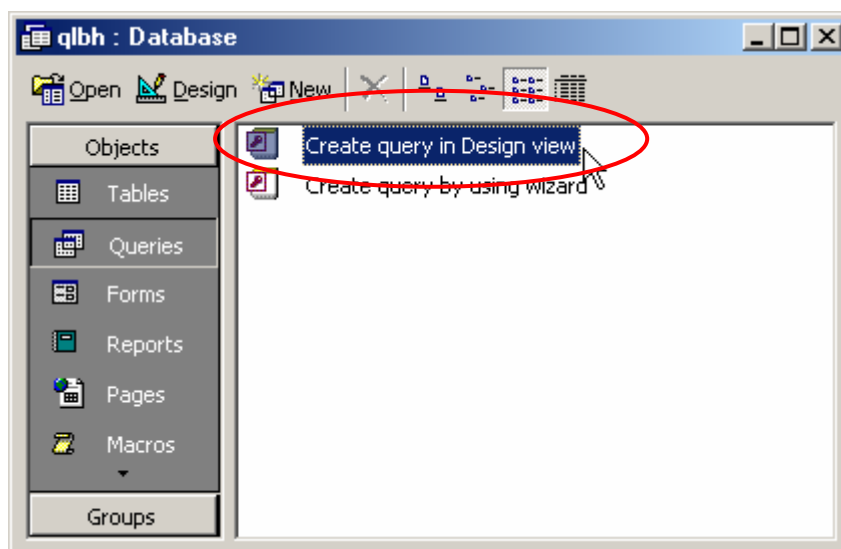 qlbh : Database
Open Design New
Objects
Tables
Queries
Forms
Reports
Pages
Macros
Groups
Create query in Design view
Create query by using wizard